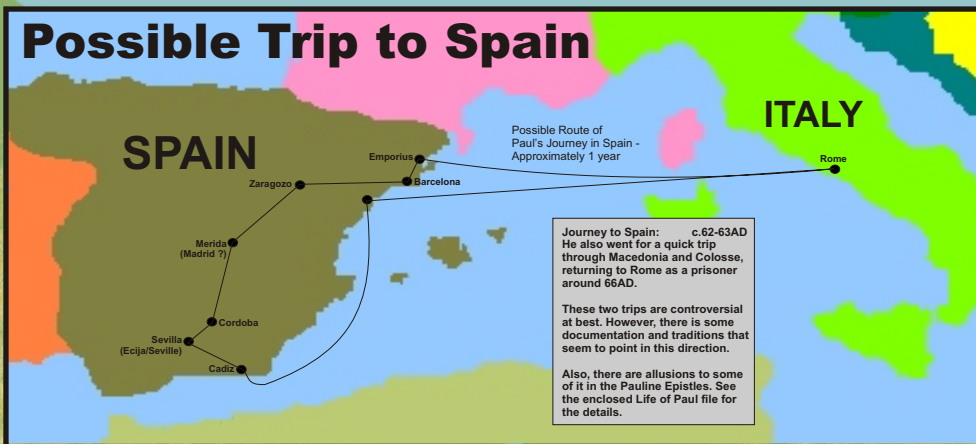 Possible Trip to Spain
SPAIN
ITALY
Possible Route of
Paul's Journey in Spain -
Approximately 1 year
Emporius
Barcelona
Zaragozo
Rome
Merida
(Madrid ?)
Cordoba
Sevilla
(Ecija/Seville)
Cadiz
Journey to Spain: c.62-63AD
He also went for a quick trip
through Macedonia and Colosse,
returning to Rome as a prisoner
around 66AD.
These two trips are controversial
at best. However, there is some
documentation and traditions that
seem to point in this direction.
Also, there are allusions to some
of it in the Pauline Epistles. See
the enclosed Life of Paul file for
the details.